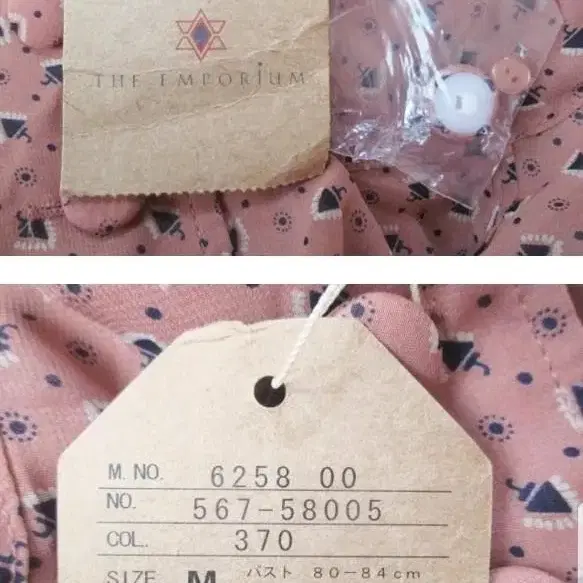 THE EMPORIUM
M. NO. 6258 00
NO. 567-58005
COL. 370
SIZE M バスト 80-84cm